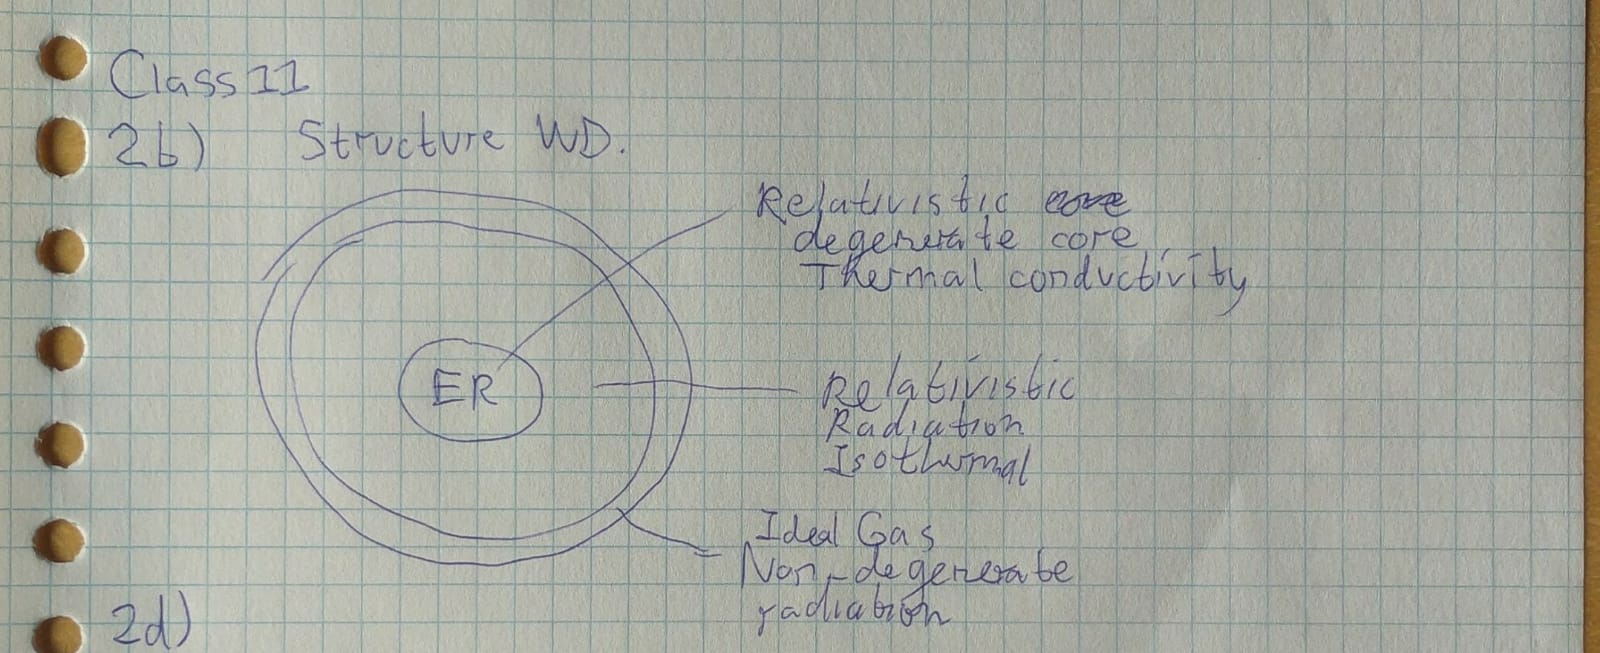 Class 11
2b) Structure WD.
Relativistic
degenerate core
Thermal conductivity
ER
Relativistic
Radiation
Isothermal
Ideal Gas
Non-degenerate
radiation
2d)